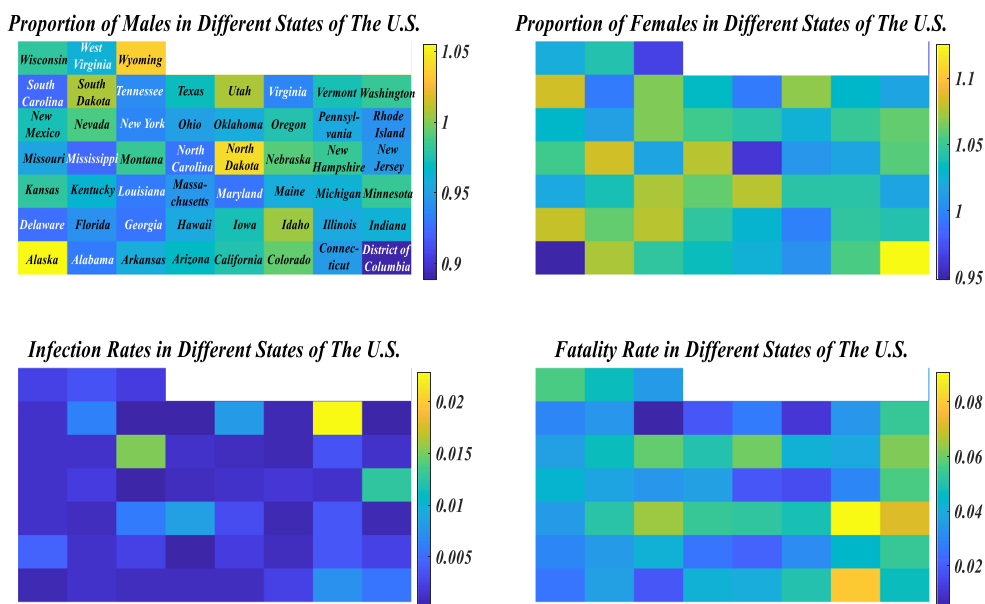 Proportion of Males in Different States of The U.S.
Wisconsin
West
Virginia
Wyoming
South
Carolina
South
Dakota
Tennessee
Texas
Utah
Virginia
Vermont
Washington
New
Mexico
Nevada
New York
Ohio
Oklahoma
Oregon
Pennsyl-
vania
Rhode
Island
Missouri
Mississippi
Montana
North
Carolina
North
Dakota
Nebraska
New
Hampshire
New
Jersey
Kansas
Kentucky
Louisiana
Massa-
chusetts
Maryland
Maine
Michigan
Minnesota
Delaware
Florida
Georgia
Hawaii
Iowa
Idaho
Illinois
Indiana
Alaska
Alabama
Arkansas
Arizona
California
Colorado
Connec-
ticut
District of
Columbia
1.05
1
0.95
0.9
Proportion of Females in Different States of The U.S.
1.1
1.05
1
0.95
Infection Rates in Different States of The U.S.
0.02
0.015
0.01
0.005
Fatality Rate in Different States of The U.S.
0.08
0.06
0.04
0.02